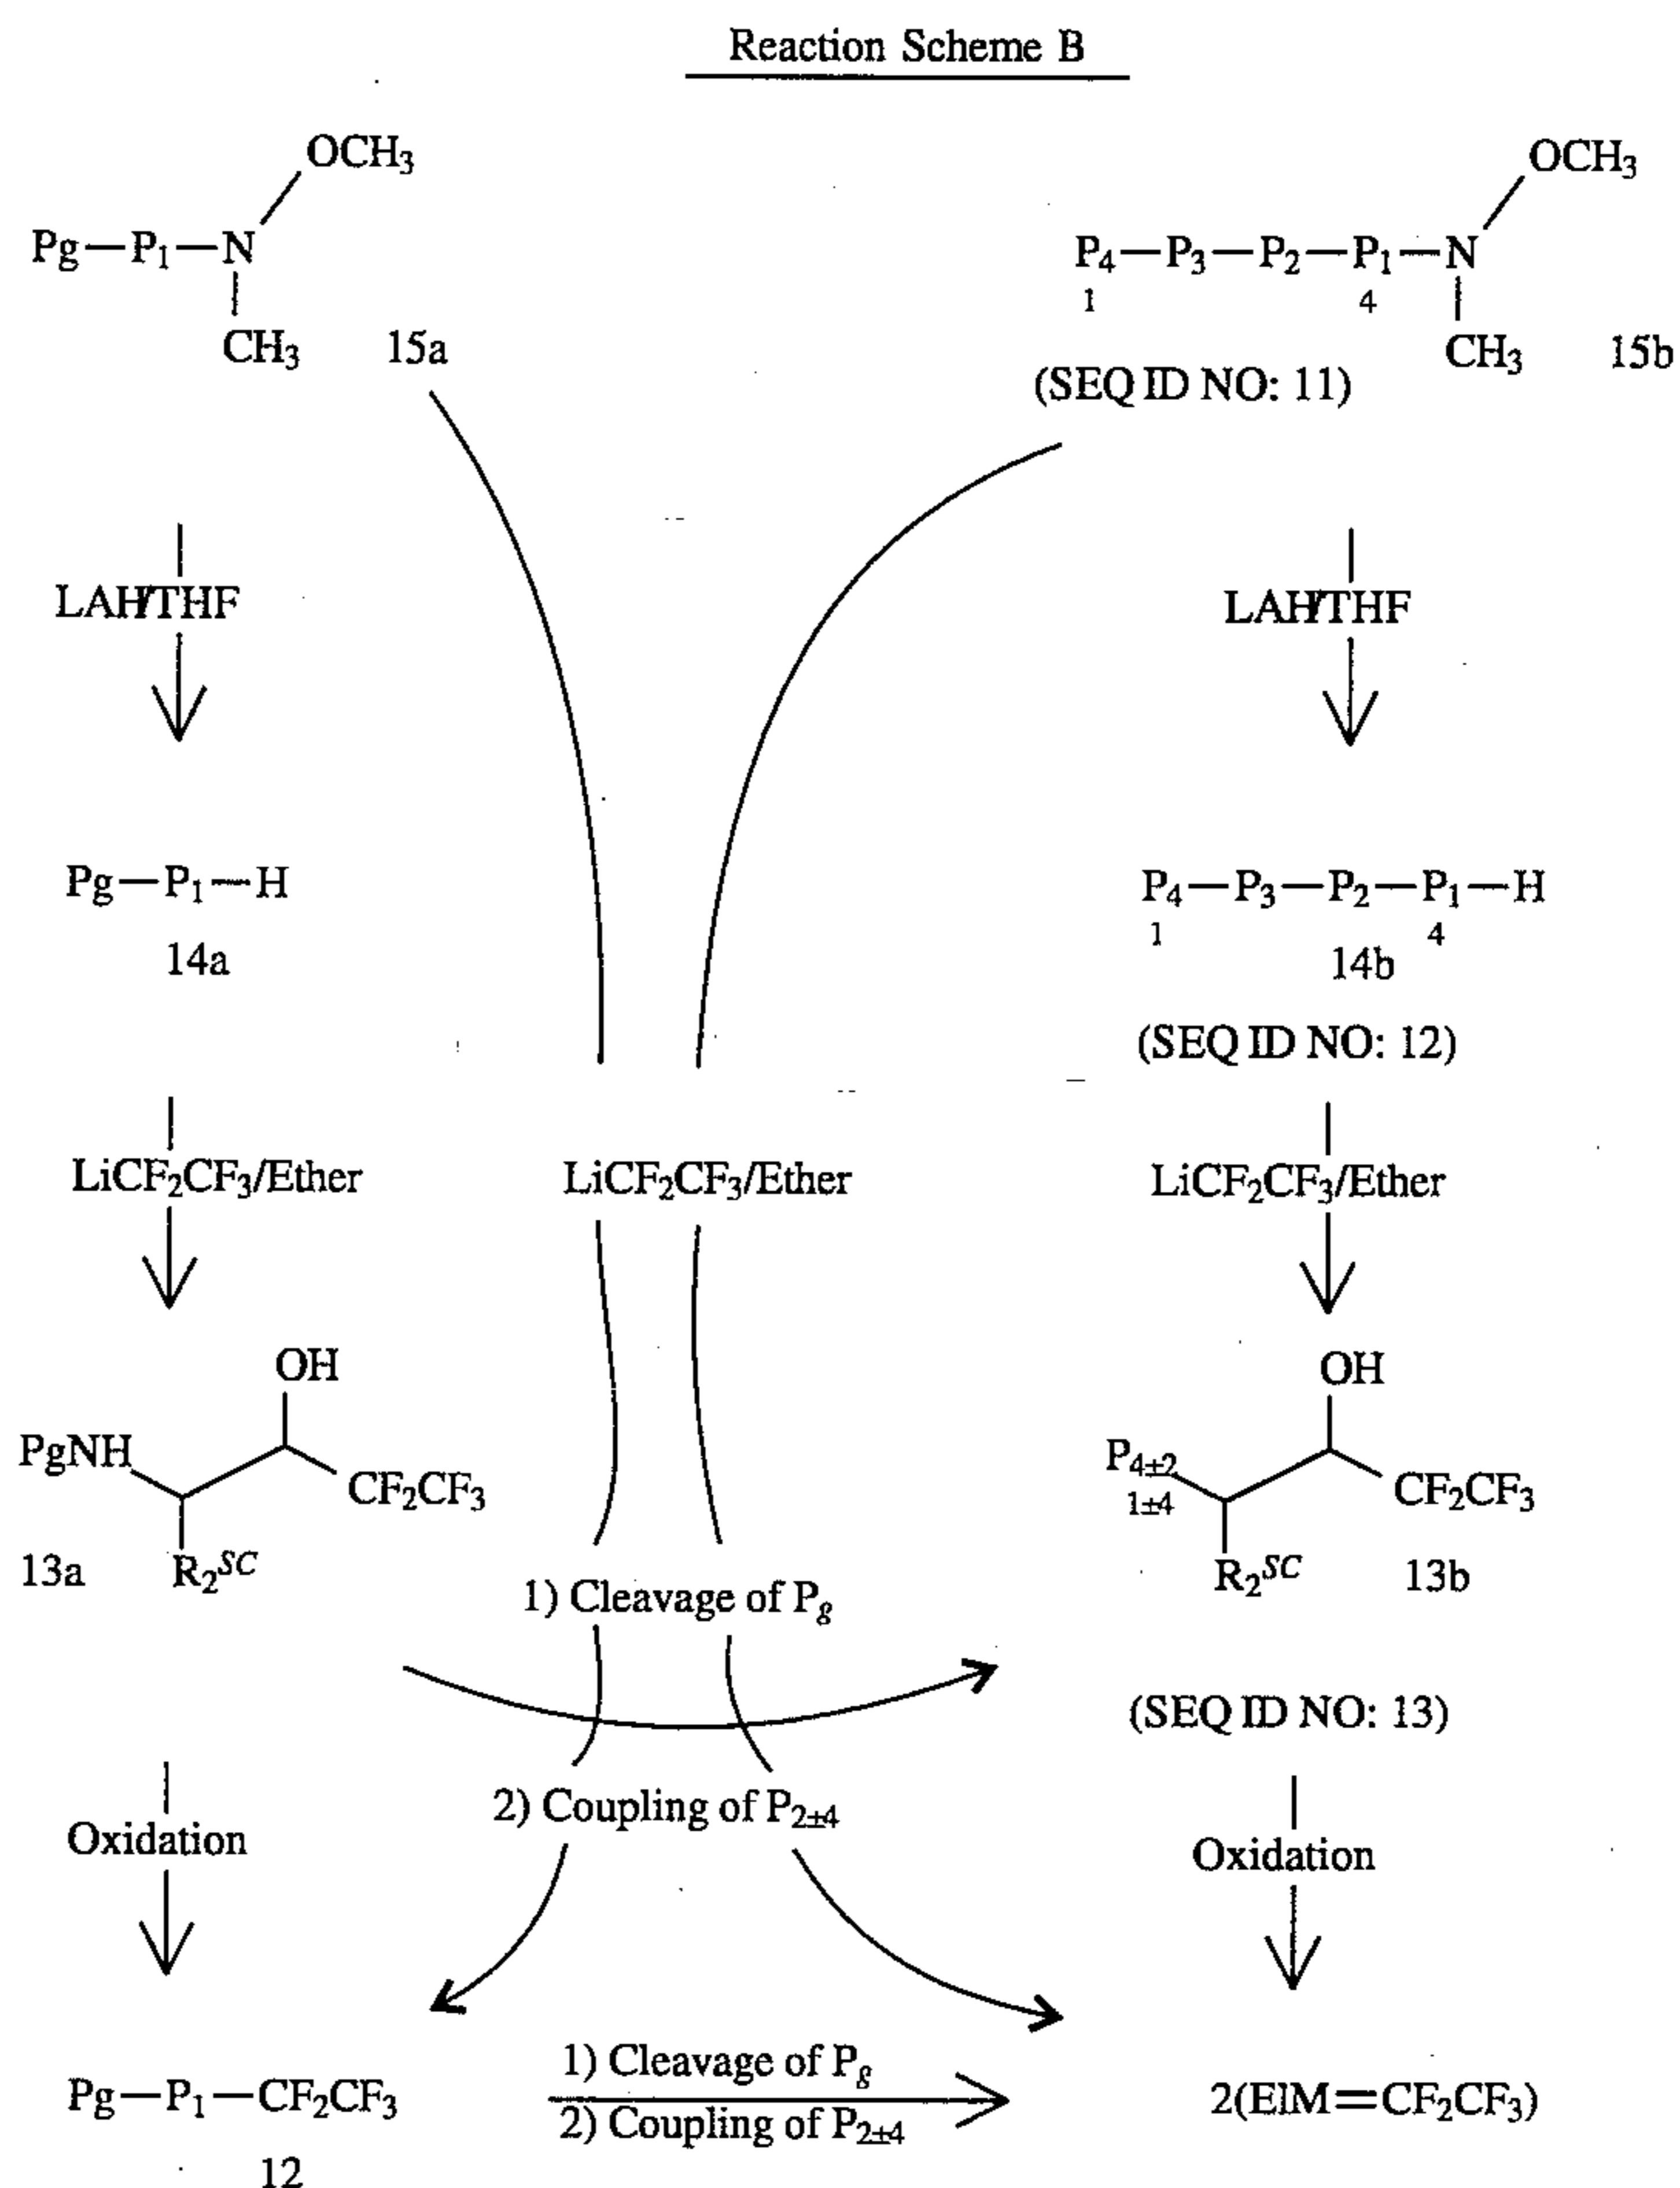 Reaction Scheme B
OCH3
Pg—P1—N
CH3
15a
OCH3
P4—P3—P2—P1—N
1 4
CH3
15b
(SEQ ID NO: 11)
LAH/THF
LAH/THF
Pg—P1—H
14a
P4—P3—P2—P1—H
1 4
14b
(SEQ ID NO: 12)
LiCF2CF3/Ether
LiCF2CF3/Ether
LiCF2CF3/Ether
OH
PgNH
CF2CF3
R2SC
13a
OH
P4±2
1±4
CF2CF3
R2SC
13b
1) Cleavage of Pg
(SEQ ID NO: 13)
2) Coupling of P2±4
Oxidation
Oxidation
Pg—P1—CF2CF3
12
1) Cleavage of Pg
2) Coupling of P2±4
2(EIM=CF2CF3)